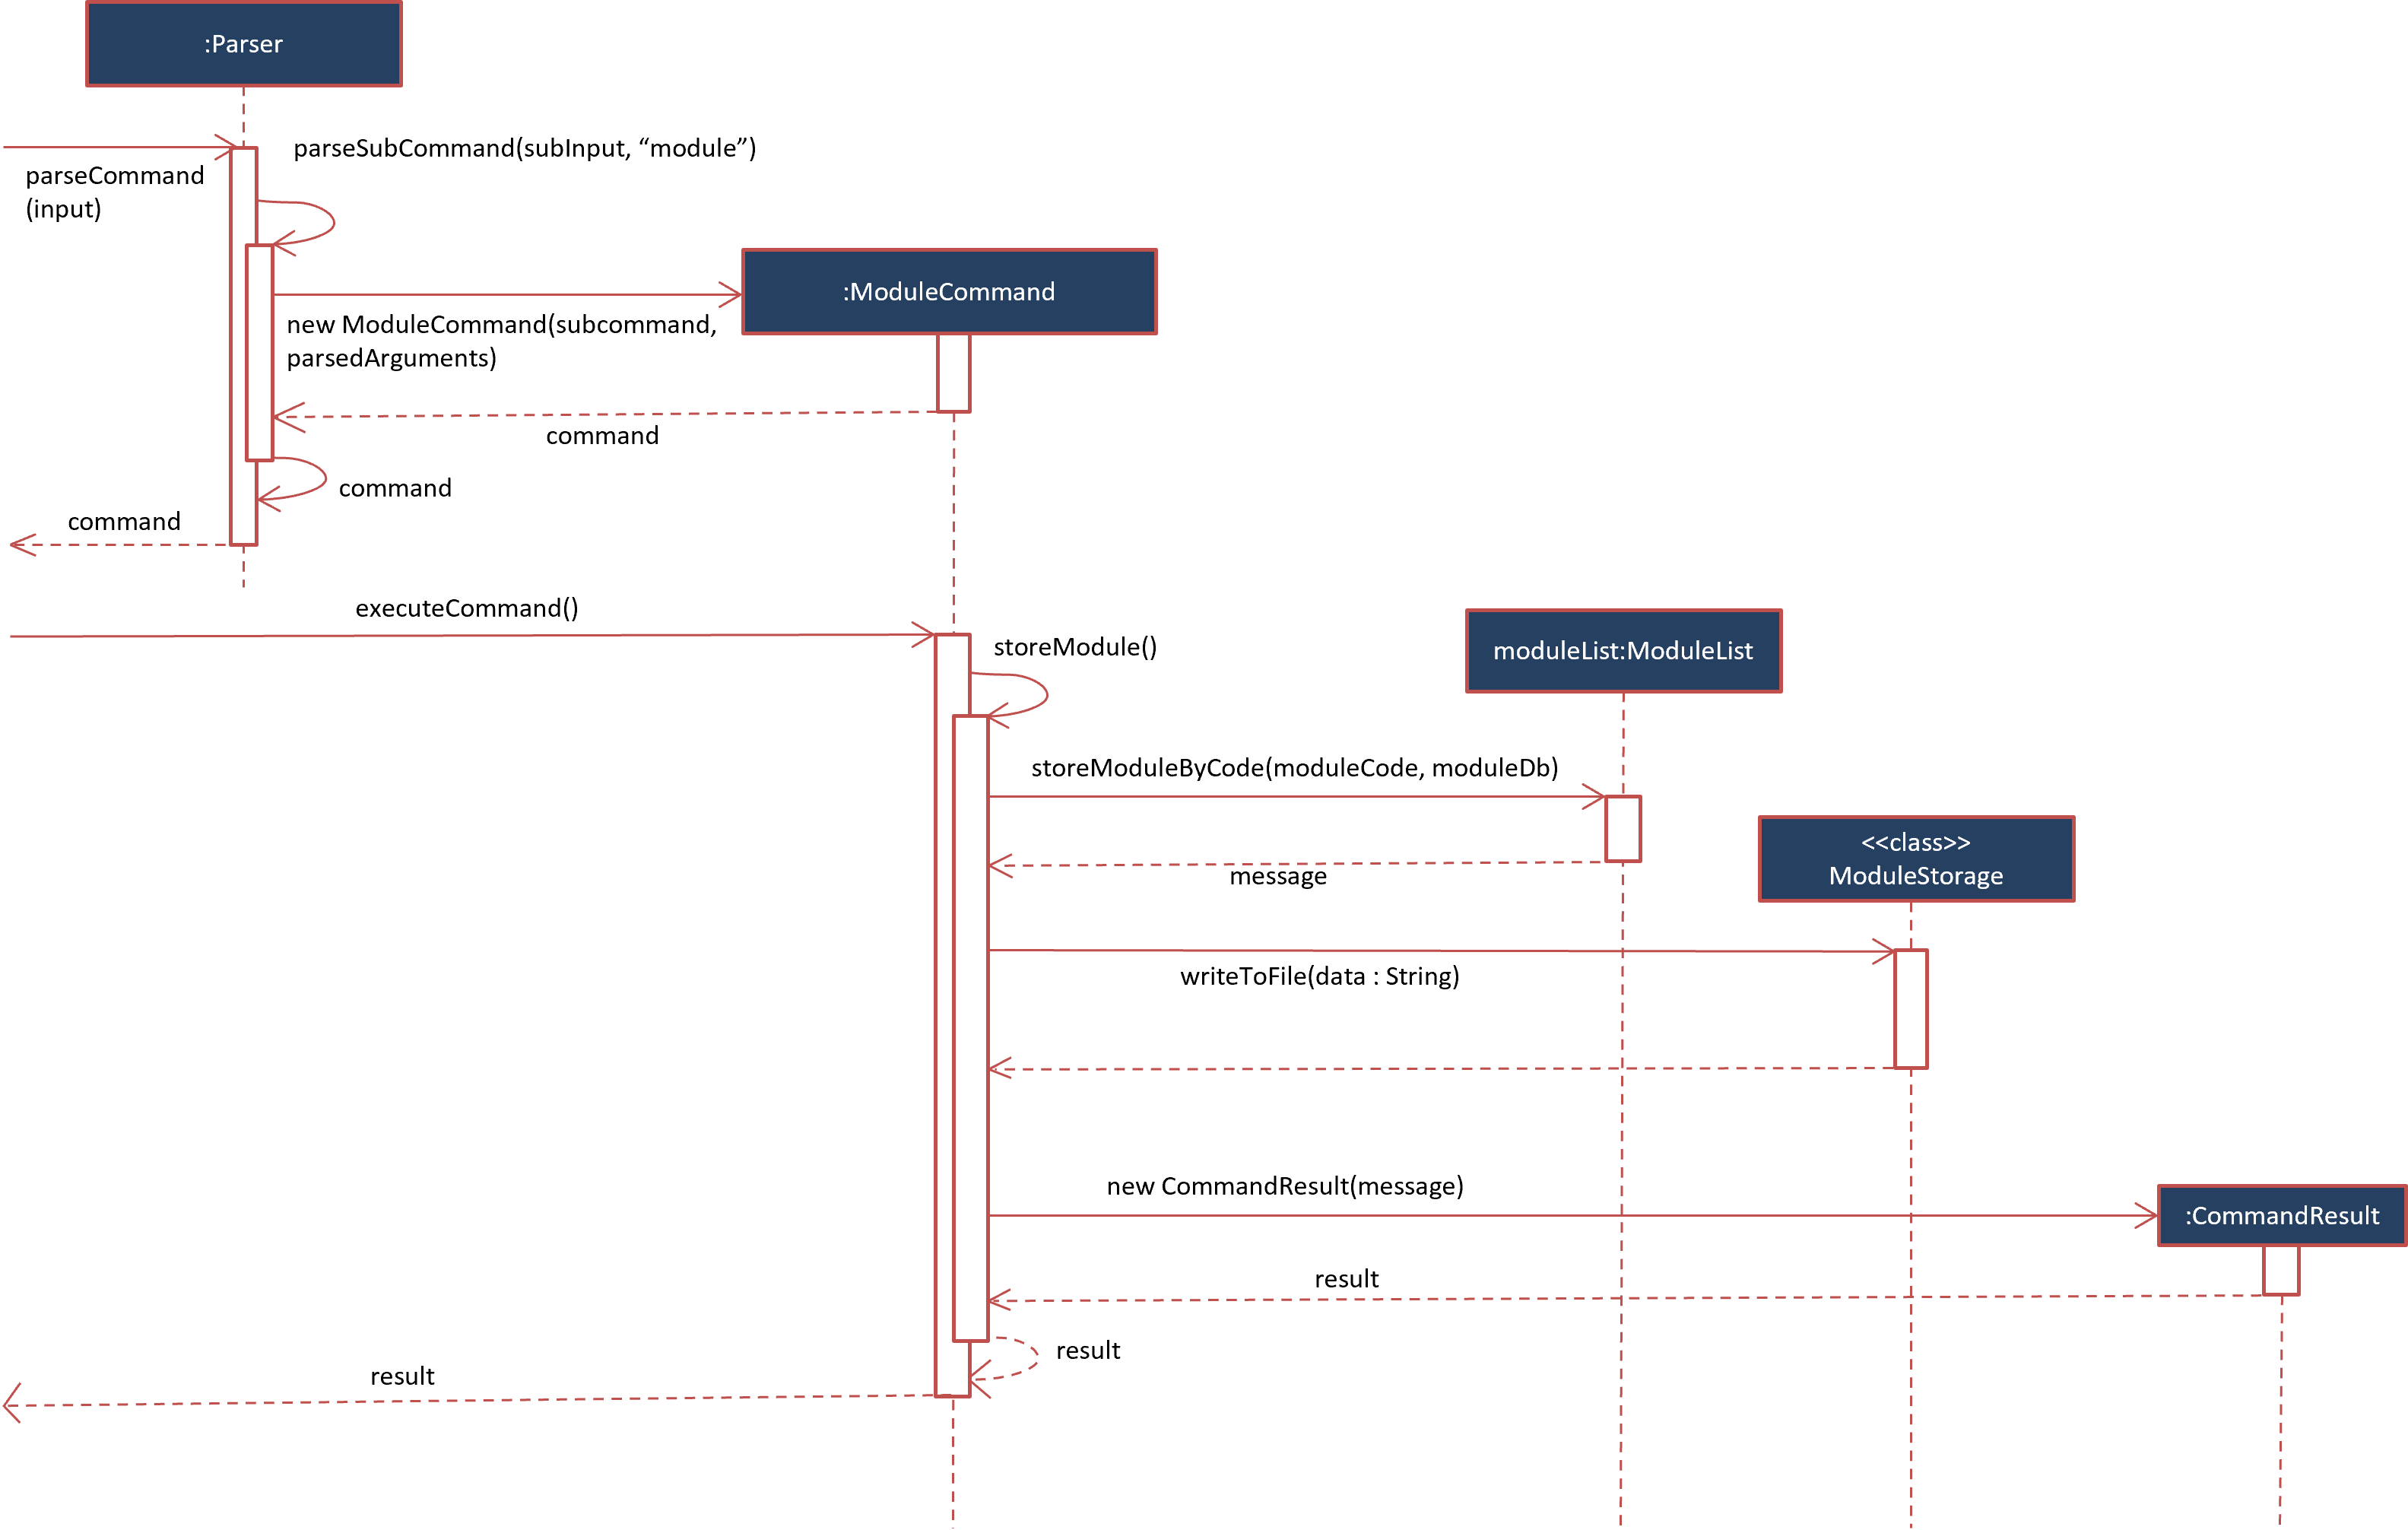 :Parser
parseSubCommand(subInput, “module”)
parseCommand
(input)
:ModuleCommand
new ModuleCommand(subcommand,
parsedArguments)
command
command
command
executeCommand()
storeModule()
moduleList:ModuleList
storeModuleByCode(moduleCode, moduleDb)
<<class>>
ModuleStorage
message
writeToFile(data : String)
new CommandResult(message)
:CommandResult
result
result
result